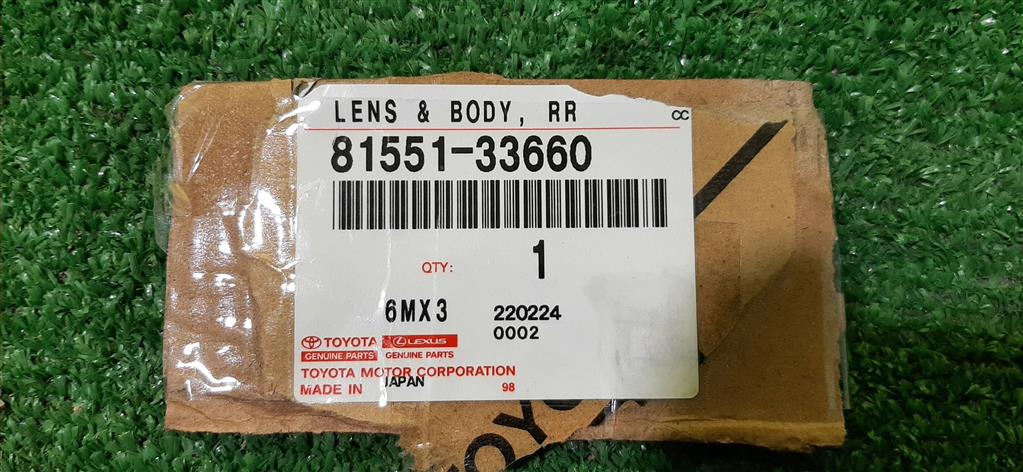 LENS & BODY, RR
CC
81551-33660
QTY: 1
6MX3 220224
0002
TOYOTA LEXUS
GENUINE PARTS GENUINE PARTS
TOYOTA MOTOR CORPORATION
MADE IN JAPAN 98
TOYO